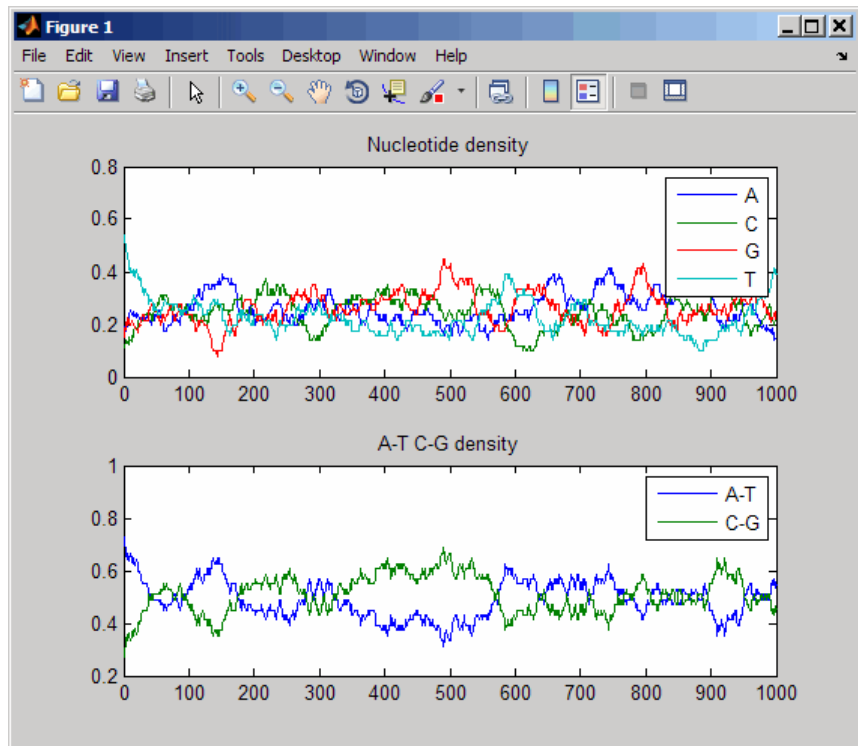 Figure 1
File Edit View Insert Tools Desktop Window Help
Nucleotide density
0.8
0.6
0.4
0.2
0
0 100 200 300 400 500 600 700 800 900 1000
A
C
G
T
A-T C-G density
1
0.8
0.6
0.4
0.2
0 100 200 300 400 500 600 700 800 900 1000
A-T
C-G